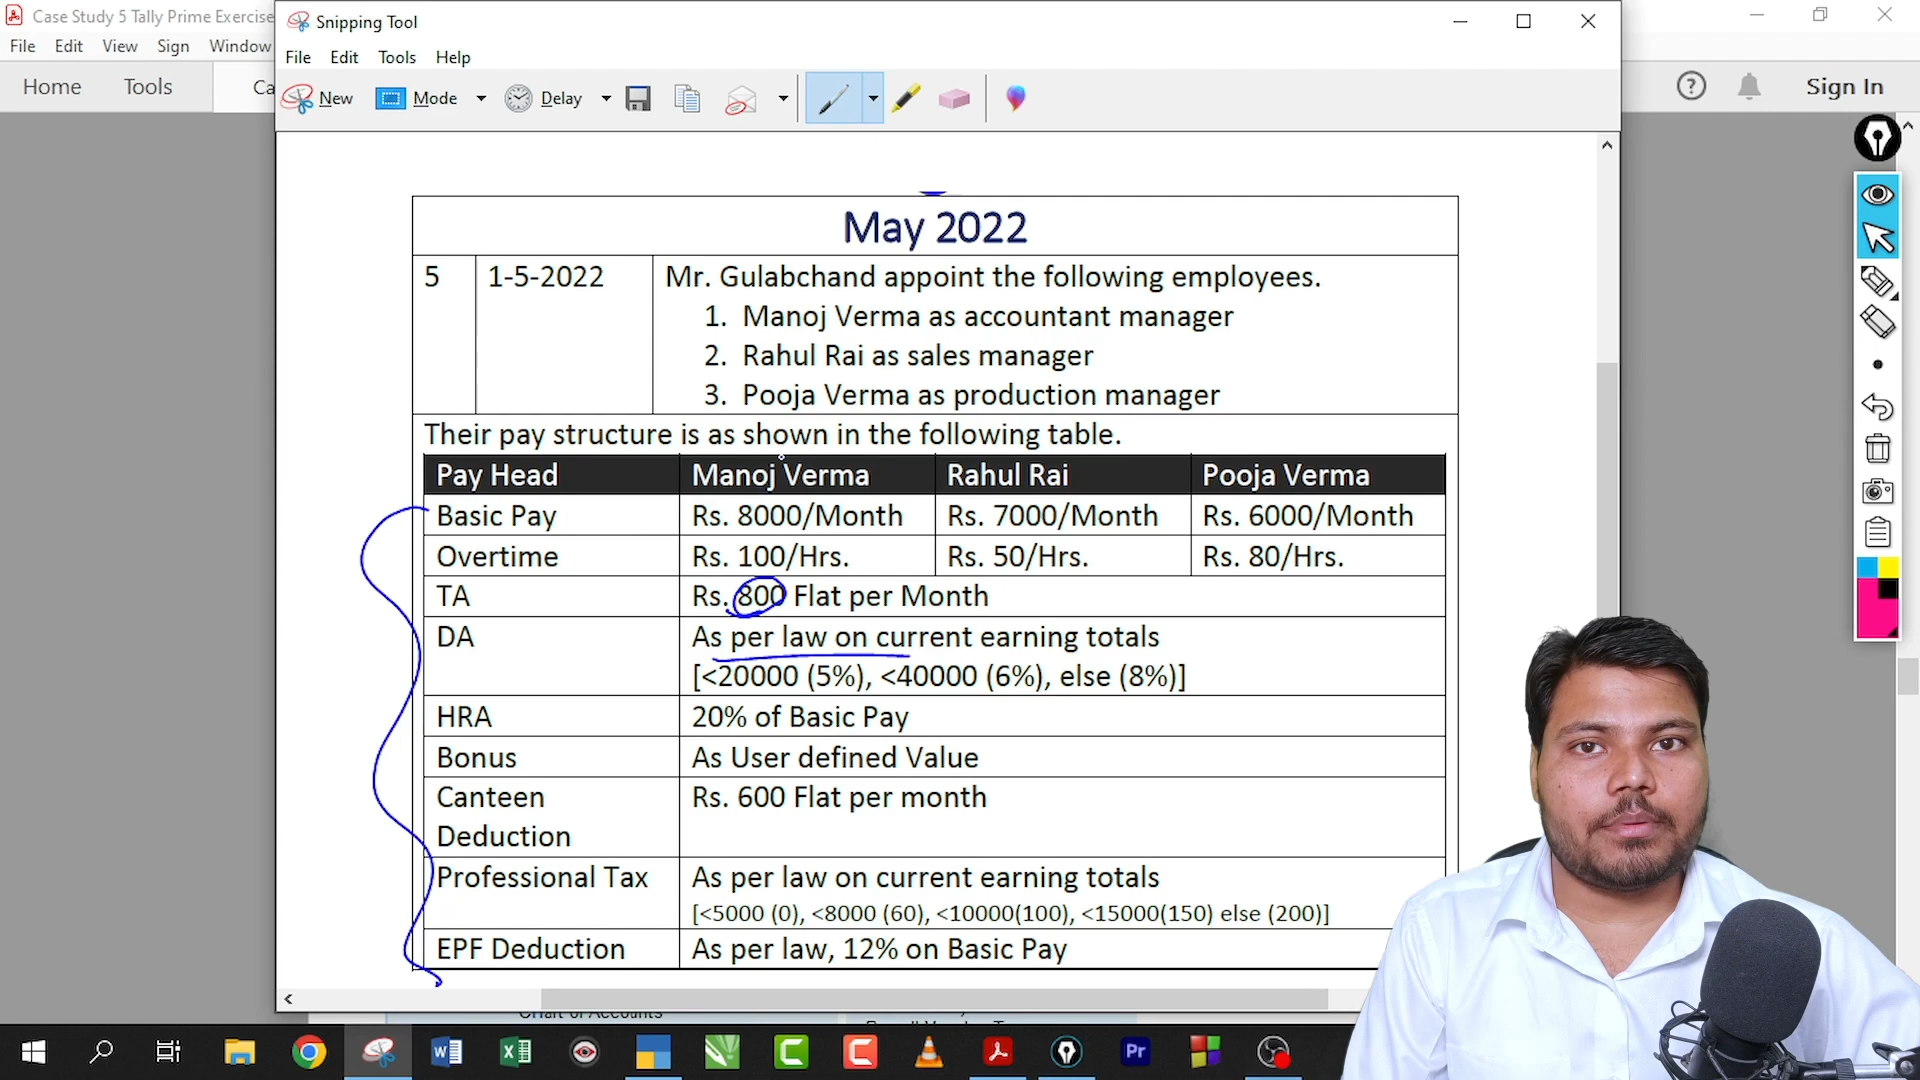 Case Study 5 Tally Prime Exercise
File Edit View Sign Window
Home Tools Ca
Sign In
Snipping Tool
File Edit Tools Help
New Mode Delay
May 2022
5 1-5-2022 Mr. Gulabchand appoint the following employees.
1. Manoj Verma as accountant manager
2. Rahul Rai as sales manager
3. Pooja Verma as production manager
Their pay structure is as shown in the following table.
Pay Head Manoj Verma Rahul Rai Pooja Verma
Basic Pay Rs. 8000/Month Rs. 7000/Month Rs. 6000/Month
Overtime Rs. 100/Hrs. Rs. 50/Hrs. Rs. 80/Hrs.
TA Rs. 800 Flat per Month
DA As per law on current earning totals
[<20000 (5%), <40000 (6%), else (8%)]
HRA 20% of Basic Pay
Bonus As User defined Value
Canteen Rs. 600 Flat per month
Deduction
Professional Tax As per law on current earning totals
[<5000 (0), <8000 (60), <10000(100), <15000(150) else (200)]
EPF Deduction As per law, 12% on Basic Pay
Chart of Accounts
Pr